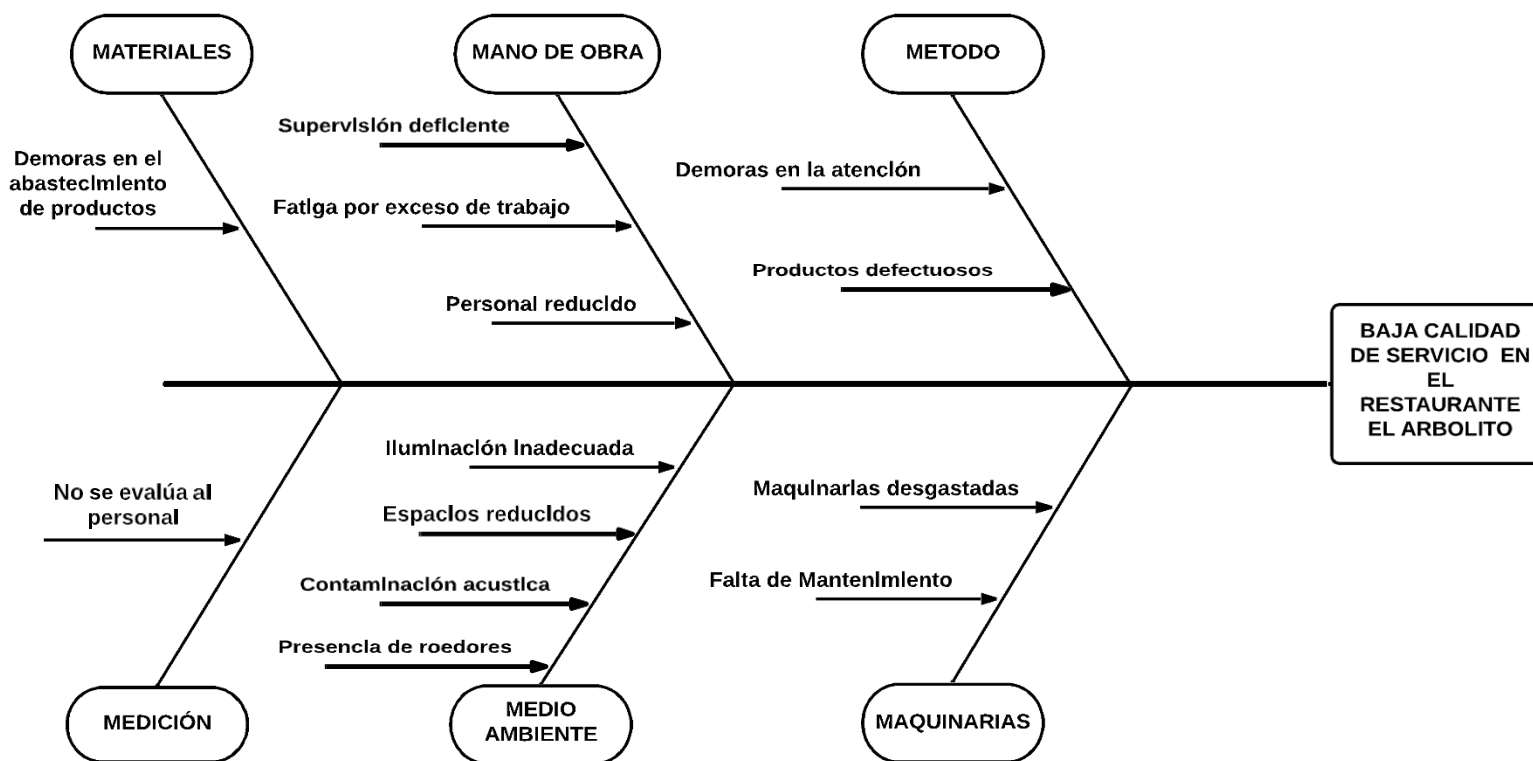 MATERIALES
MANO DE OBRA
METODO
Supervisión deficiente
Demoras en el
abastecimiento
de productos
Demoras en la atención
Fatiga por exceso de trabajo
Productos defectuosos
Personal reducido
BAJA CALIDAD
DE SERVICIO EN
EL
RESTAURANTE
EL ARBOLITO
Iluminación inadecuada
No se evalúa al
personal
Maquinarias desgastadas
Espacios reducidos
Contaminación acustica
Falta de Mantenimiento
Presencia de roedores
MEDICIÓN
MEDIO
AMBIENTE
MAQUINARIAS